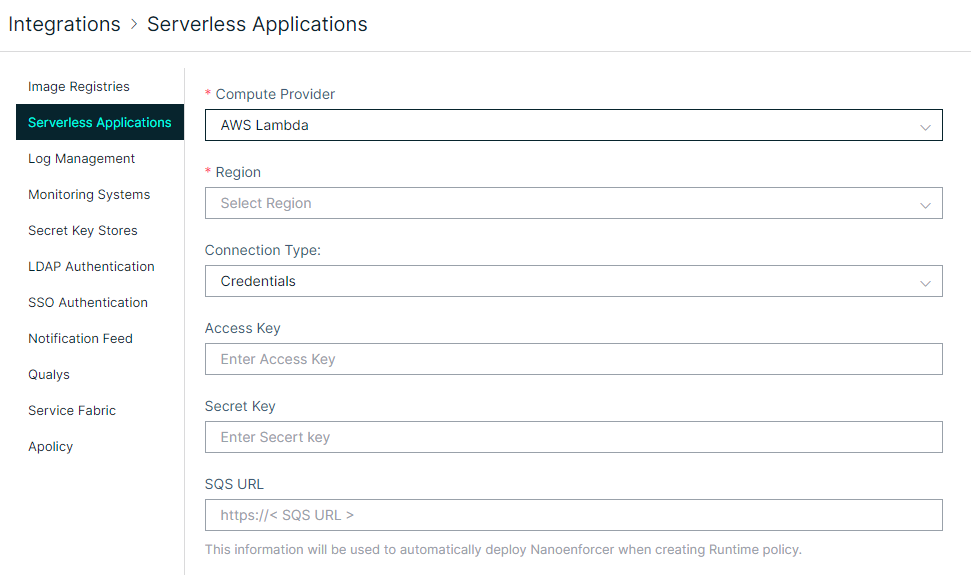 Integrations > Serverless Applications
Image Registries
Serverless Applications
Log Management
Monitoring Systems
Secret Key Stores
LDAP Authentication
SSO Authentication
Notification Feed
Qualys
Service Fabric
Apolicy
* Compute Provider
AWS Lambda
* Region
Select Region
Connection Type:
Credentials
Access Key
Enter Access Key
Secret Key
Enter Secert key
SQS URL
https://< SQS URL >
This information will be used to automatically deploy Nanoenforcer when creating Runtime policy.